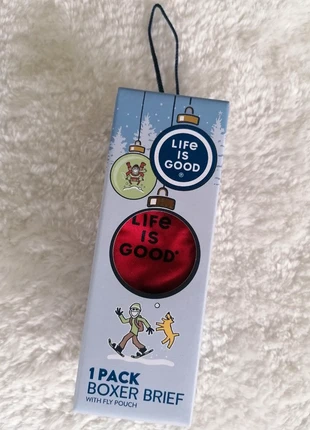 LIFE
IS
GOOD
®
LIFE
IS
GOOD®
1 PACK
BOXER BRIEF
WITH FLY POUCH